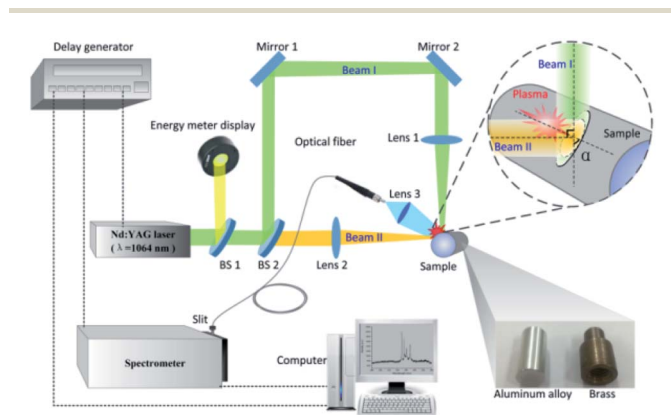 Delay generator
Mirror 1
Mirror 2
Beam I
Energy meter display
Optical fiber
Lens 1
Lens 3
Nd:YAG laser
( λ=1064 nm )
BS 1
BS 2
Lens 2
Beam II
Sample
Slit
Spectrometer
Computer
Beam I
Plasma
Sample
Beam II
α
Aluminum alloy
Brass